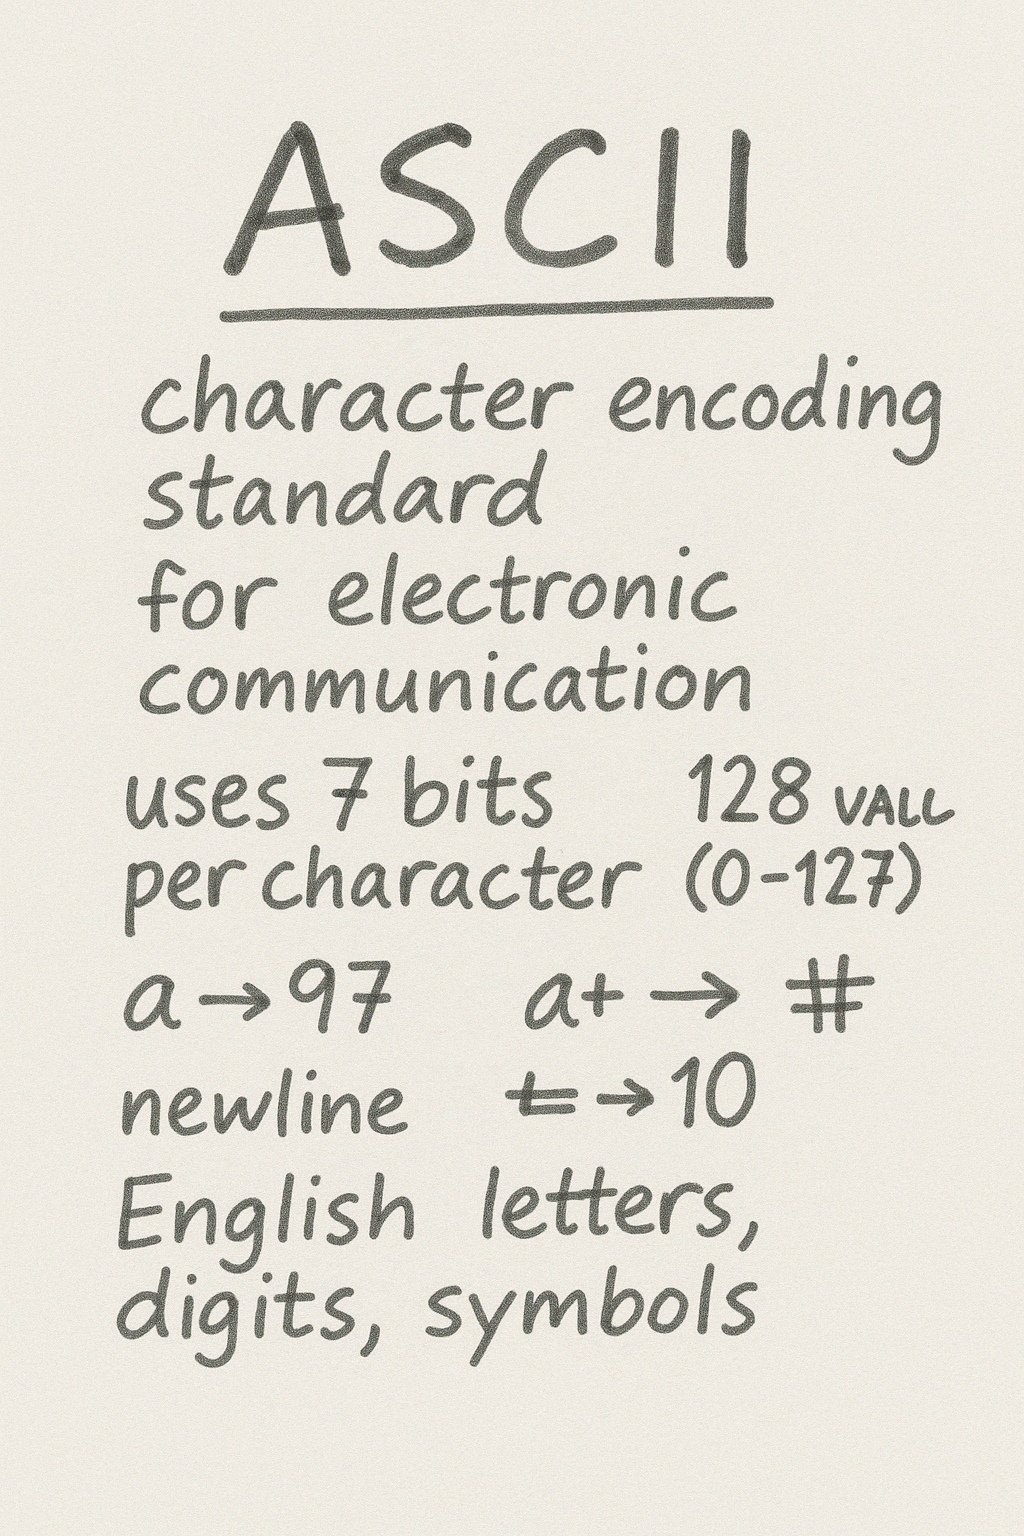 ASCII
character encoding
standard
for electronic
communication
uses 7 bits 128 VALL
per character (0-127)
a → 97 a+ → #
newline → 10
English letters,
digits, symbols